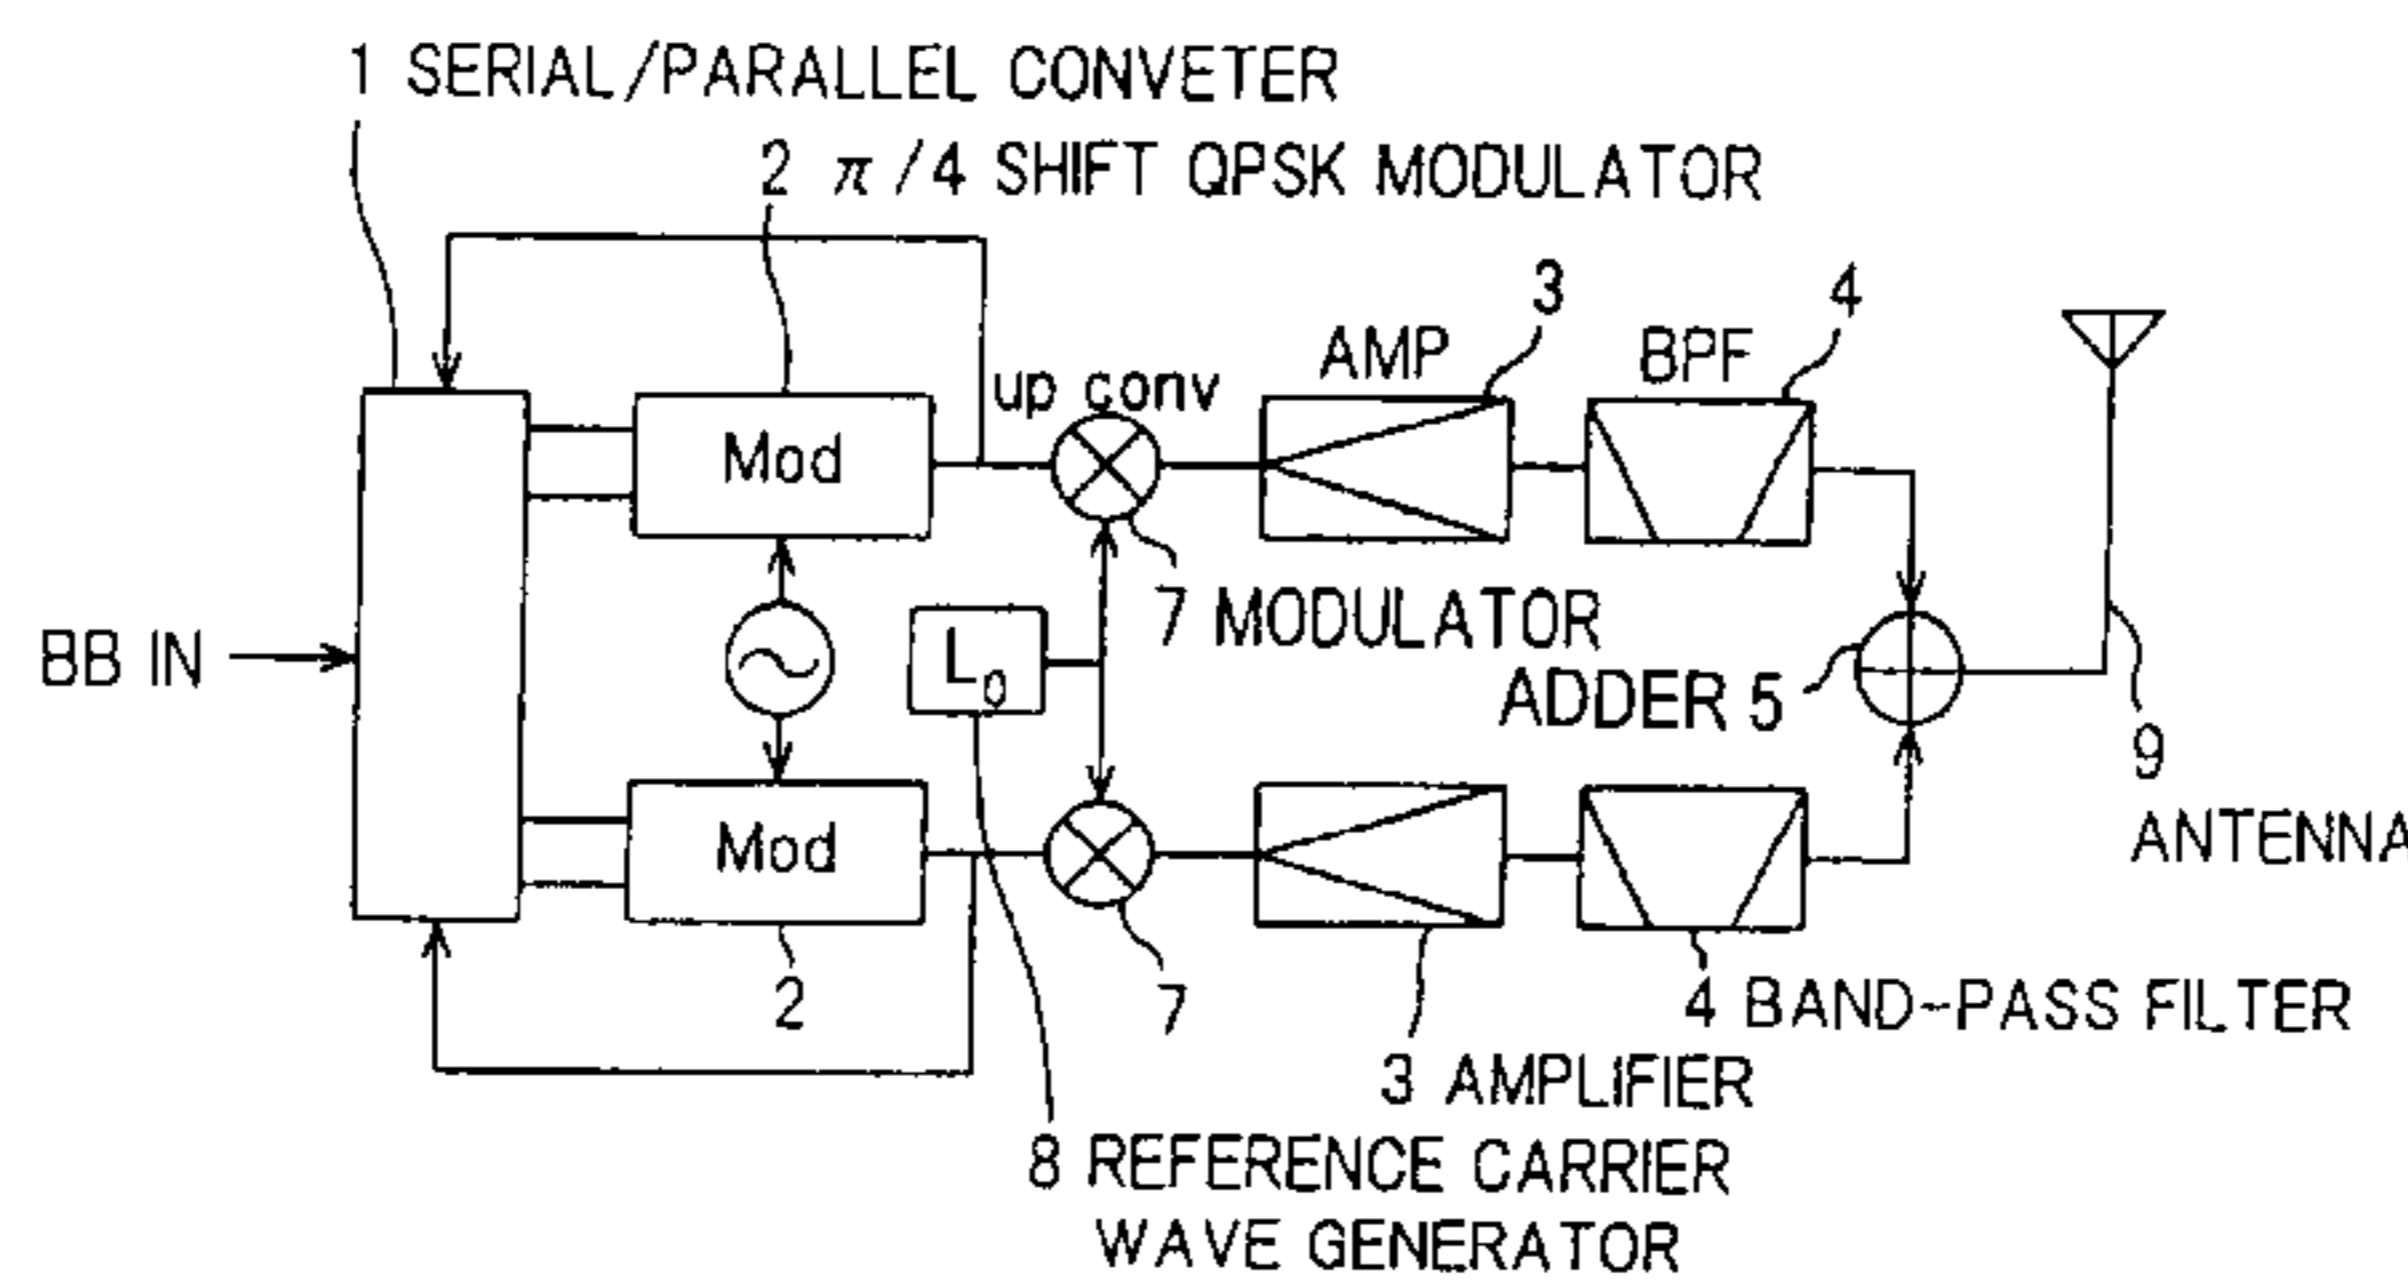 1 SERIAL/PARALLEL CONVETER
2 π/4 SHIFT QPSK MODULATOR
3
4
AMP
BPF
up conv
Mod
7 MODULATOR
BB IN
L0
ADDER 5
9
ANTENNA
Mod
2
7
4 BAND-PASS FILTER
3 AMPLIFIER
8 REFERENCE CARRIER
WAVE GENERATOR